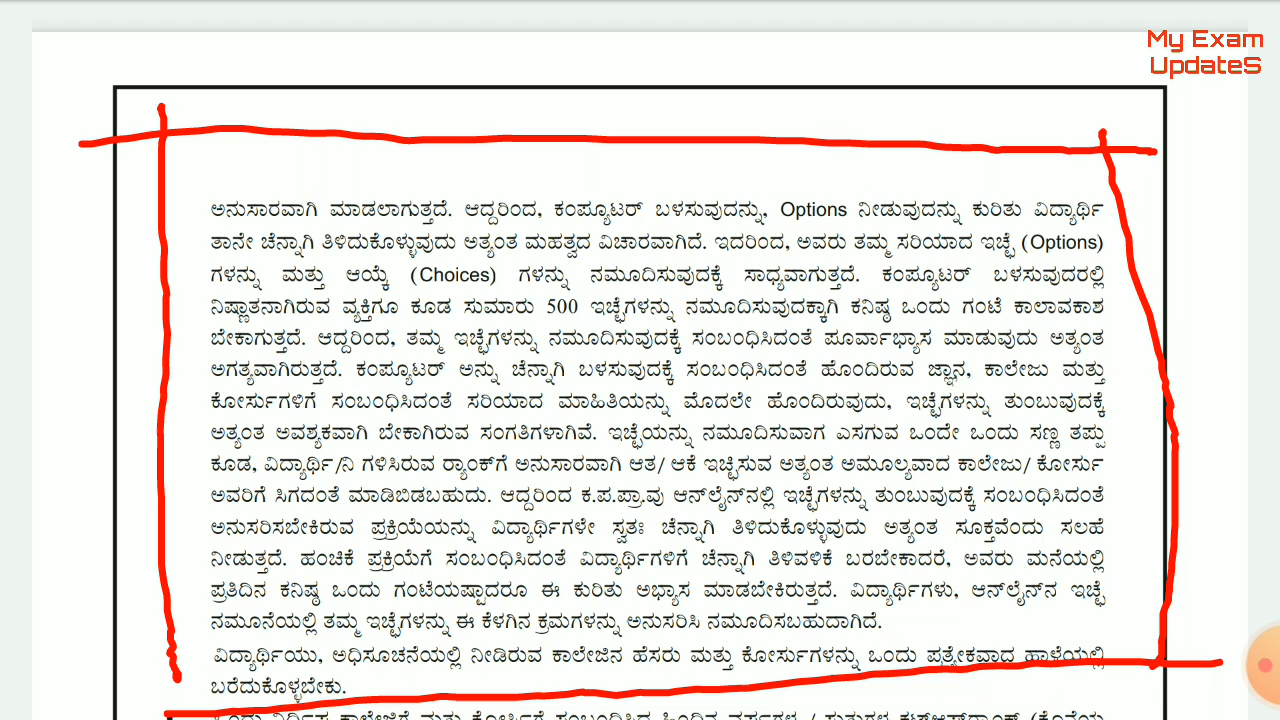 My Exam
UpdateS
ಅನುಸಾರವಾಗಿ ಮಾಡಲಾಗುತ್ತದೆ. ಆದ್ದರಿಂದ, ಕಂಪ್ಯೂಟರ್ ಬಳಸುವುದನ್ನು, Options ನೀಡುವುದನ್ನು ಕುರಿತು ವಿದ್ಯಾರ್ಥಿ
ತಾನೇ ಚೆನ್ನಾಗಿ ತಿಳಿದುಕೊಳ್ಳುವುದು ಅತ್ಯಂತ ಮಹತ್ವದ ವಿಚಾರವಾಗಿದೆ. ಇದರಿಂದ, ಅವರು ತಮ್ಮ ಸರಿಯಾದ ಇಚ್ಛೆ (Options)
ಗಳನ್ನು ಮತ್ತು ಆಯ್ಕೆ (Choices) ಗಳನ್ನು ನಮೂದಿಸುವುದಕ್ಕೆ ಸಾಧ್ಯವಾಗುತ್ತದೆ. ಕಂಪ್ಯೂಟರ್ ಬಳಸುವುದರಲ್ಲಿ
ನಿಷ್ಣಾತನಾಗಿರುವ ವ್ಯಕ್ತಿಗೂ ಕೂಡ ಸುಮಾರು 500 ಇಚ್ಛೆಗಳನ್ನು ನಮೂದಿಸುವುದಕ್ಕಾಗಿ ಕನಿಷ್ಠ ಒಂದು ಗಂಟೆ ಕಾಲಾವಕಾಶ
ಬೇಕಾಗುತ್ತದೆ. ಆದ್ದರಿಂದ, ತಮ್ಮ ಇಚ್ಛೆಗಳನ್ನು ನಮೂದಿಸುವುದಕ್ಕೆ ಸಂಬಂಧಿಸಿದಂತೆ ಪೂರ್ವಾಭ್ಯಾಸ ಮಾಡುವುದು ಅತ್ಯಂತ
ಅಗತ್ಯವಾಗಿರುತ್ತದೆ. ಕಂಪ್ಯೂಟರ್ ಅನ್ನು ಚೆನ್ನಾಗಿ ಬಳಸುವುದಕ್ಕೆ ಸಂಬಂಧಿಸಿದಂತೆ ಹೊಂದಿರುವ ಜ್ಞಾನ, ಕಾಲೇಜು ಮತ್ತು
ಕೋರ್ಸುಗಳಿಗೆ ಸಂಬಂಧಿಸಿದಂತೆ ಸರಿಯಾದ ಮಾಹಿತಿಯನ್ನು ಮೊದಲೇ ಹೊಂದಿರುವುದು, ಇಚ್ಛೆಗಳನ್ನು ತುಂಬುವುದಕ್ಕೆ
ಅತ್ಯಂತ ಅವಶ್ಯಕವಾಗಿ ಬೇಕಾಗಿರುವ ಸಂಗತಿಗಳಾಗಿವೆ. ಇಚ್ಛೆಯನ್ನು ನಮೂದಿಸುವಾಗ ಎಸಗುವ ಒಂದೇ ಒಂದು ಸಣ್ಣ ತಪ್ಪು
ಕೂಡ, ವಿದ್ಯಾರ್ಥಿ/ನಿ ಗಳಿಸಿರುವ ರ‍್ಯಾಂಕ್‌ಗೆ ಅನುಸಾರವಾಗಿ ಆತ/ ಆಕೆ ಇಚ್ಛಿಸುವ ಅತ್ಯಂತ ಅಮೂಲ್ಯವಾದ ಕಾಲೇಜು/ ಕೋರ್ಸು
ಅವರಿಗೆ ಸಿಗದಂತೆ ಮಾಡಿಬಿಡಬಹುದು. ಆದ್ದರಿಂದ ಕ.ಪ.ಪ್ರಾವು ಆನ್‌ಲೈನ್‌ನಲ್ಲಿ ಇಚ್ಛೆಗಳನ್ನು ತುಂಬುವುದಕ್ಕೆ ಸಂಬಂಧಿಸಿದಂತೆ
ಅನುಸರಿಸಬೇಕಿರುವ ಪ್ರಕ್ರಿಯೆಯನ್ನು ವಿದ್ಯಾರ್ಥಿಗಳೇ ಸ್ವತಃ ಚೆನ್ನಾಗಿ ತಿಳಿದುಕೊಳ್ಳುವುದು ಅತ್ಯಂತ ಸೂಕ್ತವೆಂದು ಸಲಹೆ
ನೀಡುತ್ತದೆ. ಹಂಚಿಕೆ ಪ್ರಕ್ರಿಯೆಗೆ ಸಂಬಂಧಿಸಿದಂತೆ ವಿದ್ಯಾರ್ಥಿಗಳಿಗೆ ಚೆನ್ನಾಗಿ ತಿಳಿವಳಿಕೆ ಬರಬೇಕಾದರೆ, ಅವರು ಮನೆಯಲ್ಲಿ
ಪ್ರತಿದಿನ ಕನಿಷ್ಠ ಒಂದು ಗಂಟೆಯಷ್ಟಾದರೂ ಈ ಕುರಿತು ಅಭ್ಯಾಸ ಮಾಡಬೇಕಿರುತ್ತದೆ. ವಿದ್ಯಾರ್ಥಿಗಳು, ಆನ್‌ಲೈನ್‌ನ ಇಚ್ಛೆ
ನಮೂನೆಯಲ್ಲಿ ತಮ್ಮ ಇಚ್ಛೆಗಳನ್ನು ಈ ಕೆಳಗಿನ ಕ್ರಮಗಳನ್ನು ಅನುಸರಿಸಿ ನಮೂದಿಸಬಹುದಾಗಿದೆ.
ವಿದ್ಯಾರ್ಥಿಯು, ಅಧಿಸೂಚನೆಯಲ್ಲಿ ನೀಡಿರುವ ಕಾಲೇಜಿನ ಹೆಸರು ಮತ್ತು ಕೋರ್ಸುಗಳನ್ನು ಒಂದು ಪ್ರತ್ಯೇಕವಾದ ಹಾಳೆಯಲ್ಲಿ
ಬರೆದುಕೊಳ್ಳಬೇಕು.